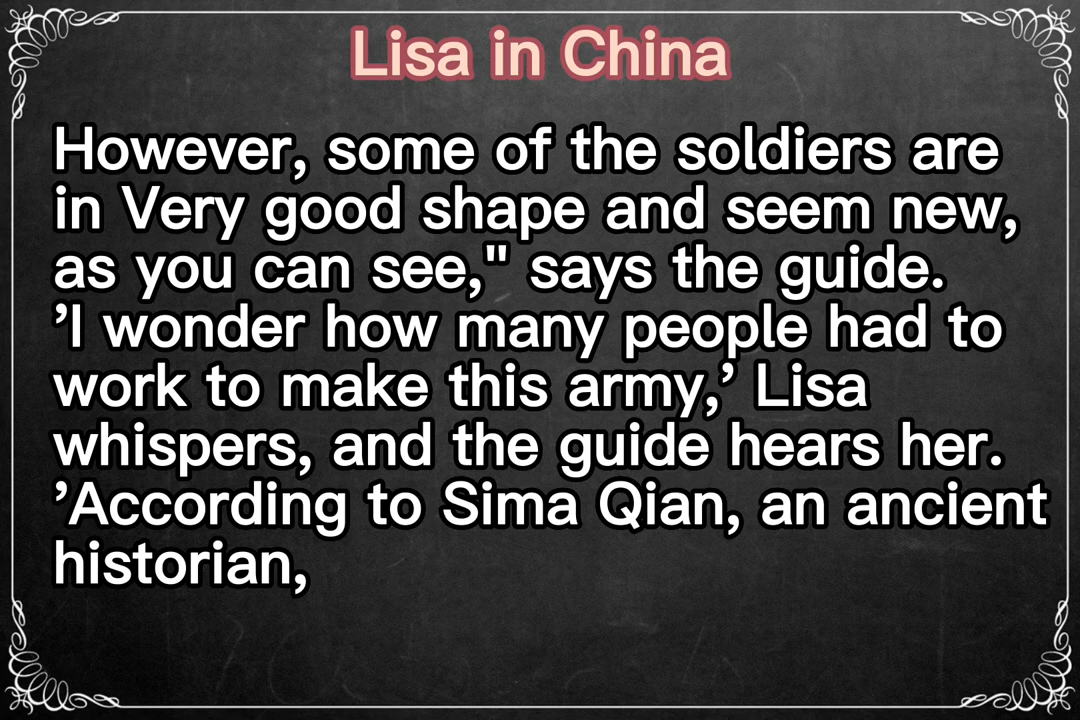 Lisa in China
However, some of the soldiers are
in Very good shape and seem new,
as you can see," says the guide.
’I wonder how many people had to
work to make this army,’ Lisa
whispers, and the guide hears her.
’According to Sima Qian, an ancient
historian,